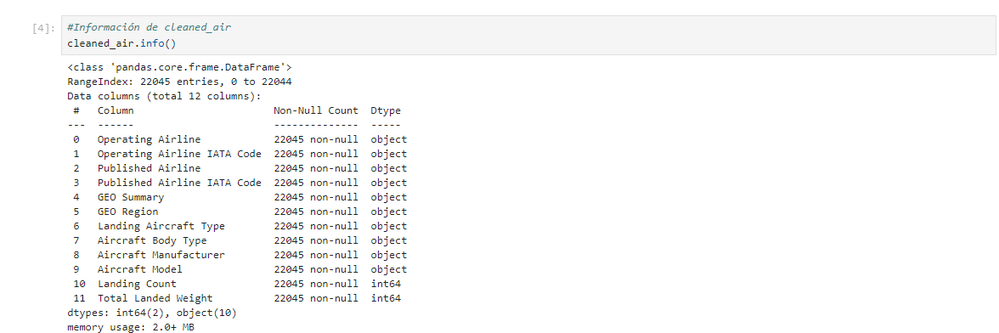 [4]: #Información de cleaned_air
cleaned_air.info()
<class 'pandas.core.frame.DataFrame'>
RangeIndex: 22045 entries, 0 to 22044
Data columns (total 12 columns):
 #   Column                       Non-Null Count  Dtype
---  ------                       --------------  -----
 0   Operating Airline            22045 non-null  object
 1   Operating Airline IATA Code  22045 non-null  object
 2   Published Airline            22045 non-null  object
 3   Published Airline IATA Code  22045 non-null  object
 4   GEO Summary                  22045 non-null  object
 5   GEO Region                   22045 non-null  object
 6   Landing Aircraft Type        22045 non-null  object
 7   Aircraft Body Type           22045 non-null  object
 8   Aircraft Manufacturer        22045 non-null  object
 9   Aircraft Model               22045 non-null  object
 10  Landing Count                22045 non-null  int64
 11  Total Landed Weight          22045 non-null  int64
dtypes: int64(2), object(10)
memory usage: 2.0+ MB